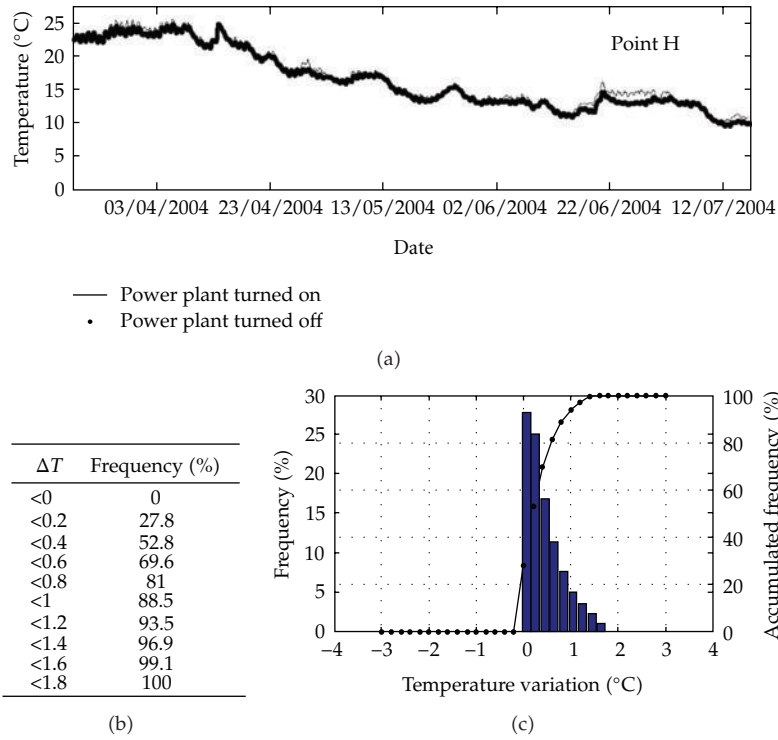 Temperature (°C)
25
20
15
10
5
0
Point H
03/04/2004 23/04/2004 13/05/2004 02/06/2004 22/06/2004 12/07/2004
Date
Power plant turned on
Power plant turned off
(a)
ΔT Frequency (%)
<0 0
<0.2 27.8
<0.4 52.8
<0.6 69.6
<0.8 81
<1 88.5
<1.2 93.5
<1.4 96.9
<1.6 99.1
<1.8 100
(b)
Frequency (%)
30
25
20
15
10
5
0
−4 −3 −2 −1 0 1 2 3 4
Temperature variation (°C)
100
80
60
40
20
0
Accumulated frequency (%)
(c)